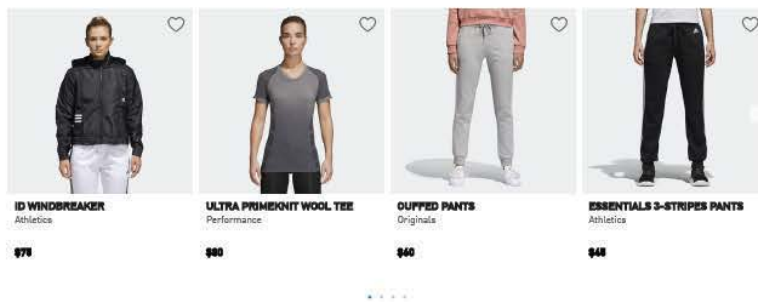 ID WINDBREAKER
Athletics
$75
ULTRA PRIMEKNIT WOOL TEE
Performance
$80
CUFFED PANTS
Originals
$60
ESSENTIALS 3-STRIPES PANTS
Athletics
$45